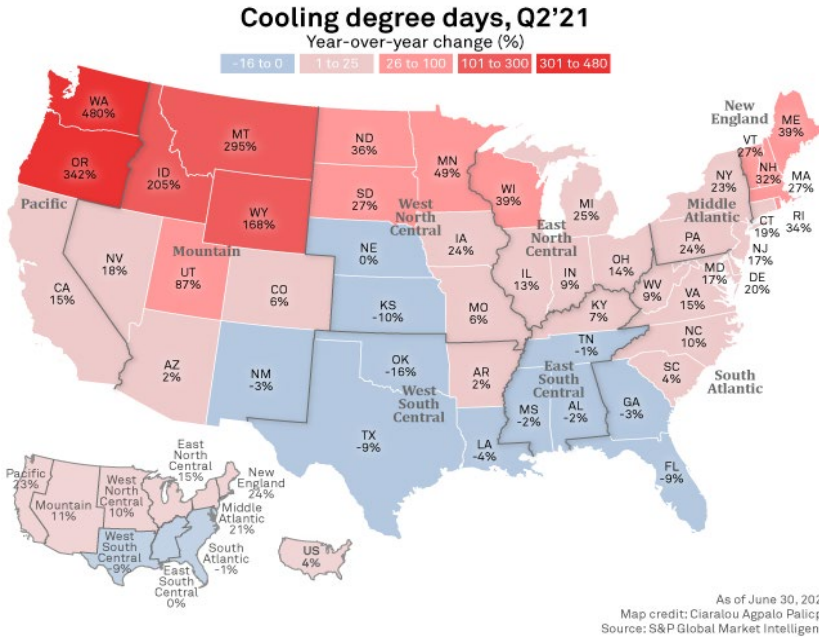 Cooling degree days, Q2'21
Year-over-year change (%)
-16 to 0
1 to 25
26 to 100
101 to 300
301 to 480
WA
480%
OR
342%
Pacific
CA
15%
NV
18%
ID
205%
MT
295%
WY
168%
Mountain
UT
87%
CO
6%
AZ
2%
NM
-3%
ND
36%
SD
27%
MN
49%
West
North
Central
NE
0%
IA
24%
KS
-10%
MO
6%
OK
-16%
AR
2%
West
South
Central
TX
-9%
LA
-4%
WI
39%
MI
25%
East
North
Central
IL
13%
IN
9%
OH
14%
KY
7%
TN
-1%
East
South
Central
MS
-2%
AL
-2%
New
England
ME
39%
VT
27%
NH
32%
MA
27%
RI
34%
CT
19%
NY
23%
Middle
Atlantic
PA
24%
NJ
17%
MD
17%
DE
20%
WV
9%
VA
15%
NC
10%
SC
4%
South
Atlantic
GA
-3%
FL
-9%
Pacific
23%
Mountain
11%
West
North
Central
10%
East
North
Central
15%
New
England
24%
Middle
Atlantic
21%
West
South
Central
-9%
East
South
Central
0%
South
Atlantic
-1%
US
4%
As of June 30, 202
Map credit: Ciaralou Agpalo Palicp
Source: S&P Global Market Intelligen